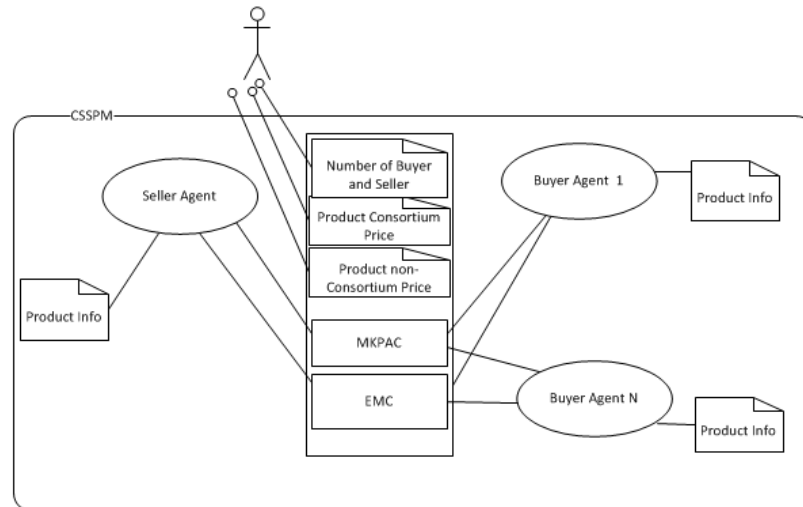 CSSPM
Number of Buyer
and Seller
Seller Agent
Buyer Agent 1
Product Info
Product Consortium
Price
Product non-
Consortium Price
Product Info
MKPAC
EMC
Buyer Agent N
Product Info